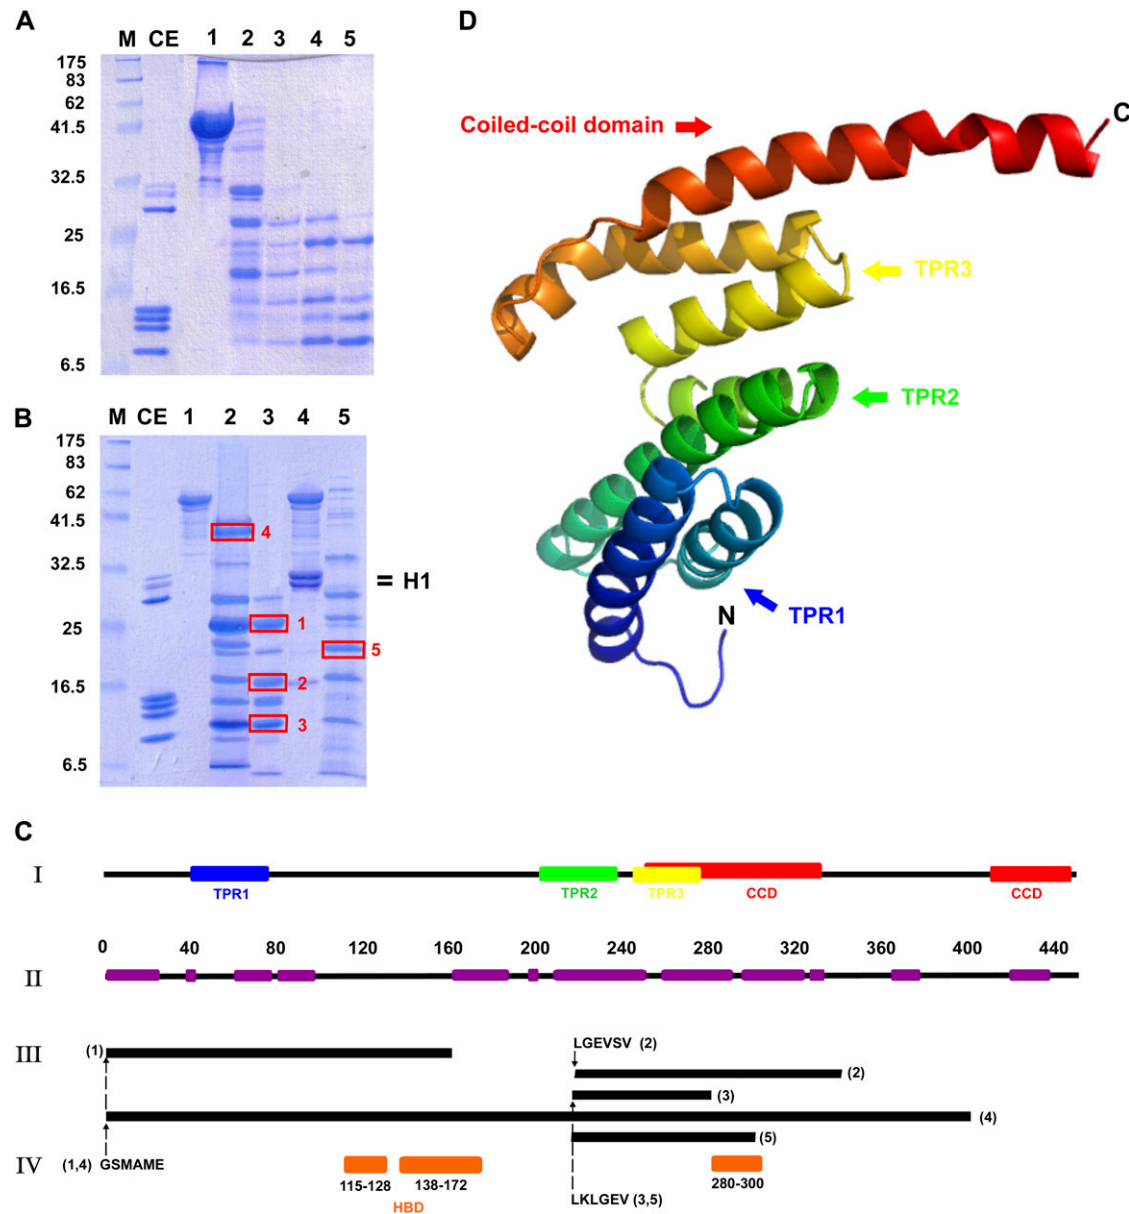 A
M CE 1 2 3 4 5
175
83
62
41.5
32.5
25
16.5
6.5
B
M CE 1 2 3 4 5
175
83
62
41.5
32.5
25
16.5
6.5
4
1
5
2
3
= H1
D
Coiled-coil domain
C
TPR3
TPR2
TPR1
N
C
I
TPR1
TPR2
TPR3
CCD
CCD
0 40 80 120 160 200 240 280 320 360 400 440
II
III
(1)
LGEVSV (2)
(2)
(3)
(4)
(5)
IV
(1,4) GSMAME
115-128
138-172
HBD
280-300
LKLGEV (3,5)